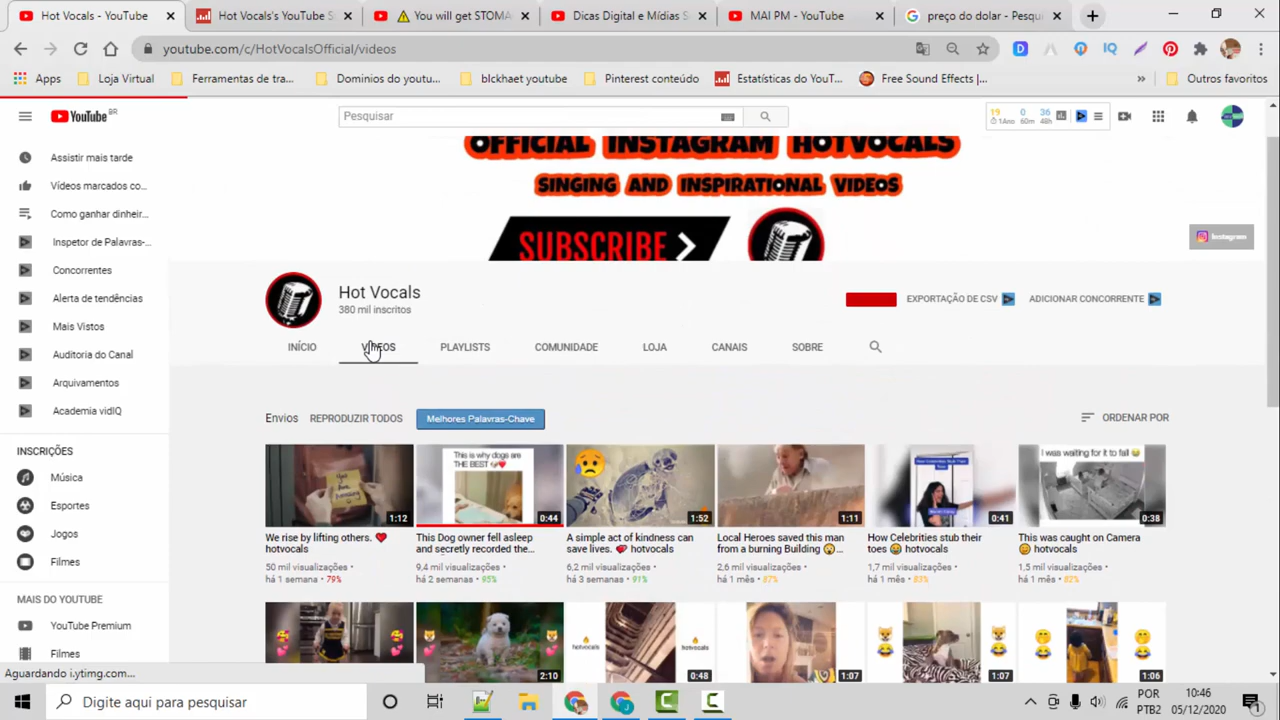 Hot Vocals - YouTube
Hot Vocals's YouTube S
You will get STOMA
Dicas Digital e Mídias S
MAI PM - YouTube
preço do dolar - Pesqu
youtube.com/c/HotVocalsOfficial/videos
Apps
Loja Virtual
Ferramentas de tra...
Dominios do youtu...
blckhaet youtube
Pinterest conteúdo
Estatísticas do YouT...
Free Sound Effects |...
Outros favoritos
YouTube BR
Pesquisar
19
0
36
14Ano
60m
48h
OFFICIAL INSTAGRAM HOTVOCALS
SINGING AND INSPIRATIONAL VIDEOS
SUBSCRIBE
Instagram
Assistir mais tarde
Vídeos marcados co...
Como ganhar dinheir...
Inspetor de Palavras-...
Concorrentes
Alerta de tendências
Mais Vistos
Auditoria do Canal
Arquivamentos
Academia vidIQ
INSCRIÇÕES
Música
Esportes
Jogos
Filmes
MAIS DO YOUTUBE
YouTube Premium
Filmes
Hot Vocals
380 mil inscritos
EXPORTAÇÃO DE CSV
ADICIONAR CONCORRENTE
INÍCIO
VÍDEOS
PLAYLISTS
COMUNIDADE
LOJA
CANAIS
SOBRE
Envios
REPRODUZIR TODOS
Melhores Palavras-Chave
ORDENAR POR
This is why dogs are
THE BEST
I was waiting for it to fall
1:12
0:44
1:52
1:11
0:41
0:38
We rise by lifting others. ❤️
hotvocals
50 mil visualizações •
há 1 semana • 79%
This Dog owner fell asleep
and secretly recorded the...
9,4 mil visualizações •
há 2 semanas • 95%
A simple act of kindness can
save lives. 💝 hotvocals
6,2 mil visualizações •
há 3 semanas • 91%
Local Heroes saved this man
from a burning Building 😲...
2,6 mil visualizações •
há 1 mês • 87%
How Celebrities stub their
toes 😄 hotvocals
1,7 mil visualizações •
há 1 mês • 83%
This was caught on Camera
😊 hotvocals
1,5 mil visualizações •
há 1 mês • 82%
hotvocals
hotvocals
2:10
0:48
1:07
1:07
1:06
Aguardando i.ytimg.com...
Digite aqui para pesquisar
POR
PTB2
10:46
05/12/2020